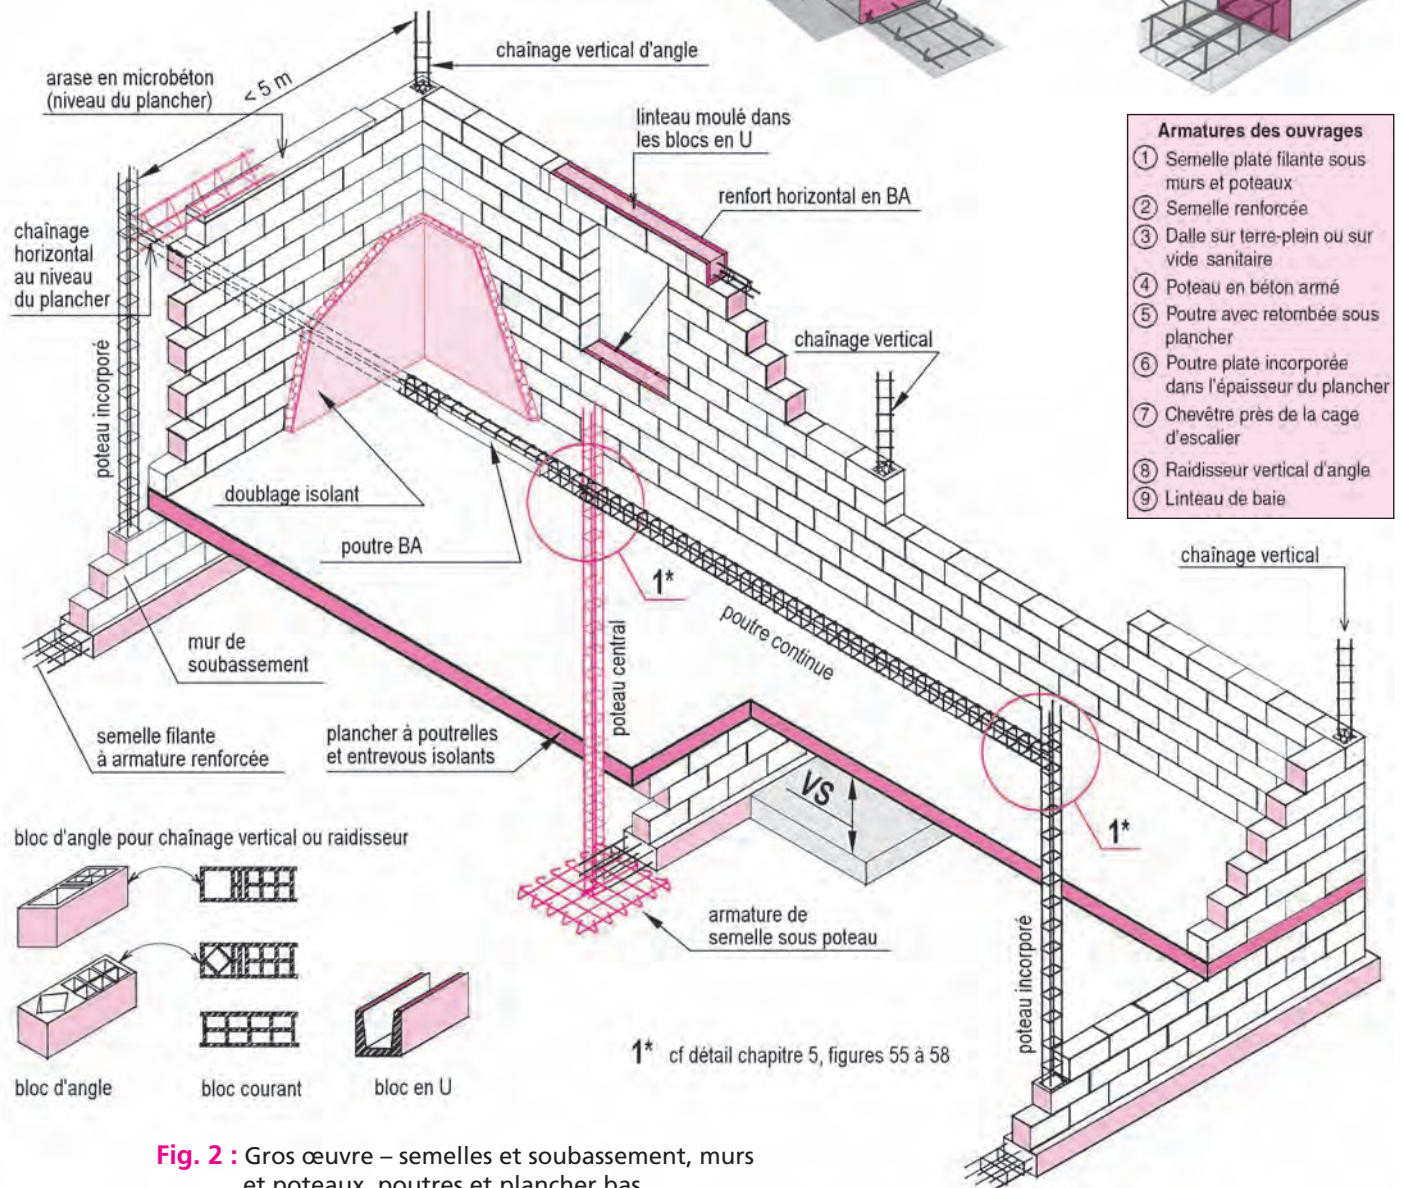 chaînage vertical d'angle
arase en microbéton
(niveau du plancher)
< 5 m
linteau moulé dans
les blocs en U
renfort horizontal en BA
chaînage
horizontal
au niveau
du plancher
poteau incorporé
chaînage vertical
Armatures des ouvrages
1 Semelle plate filante sous
murs et poteaux
2 Semelle renforcée
3 Dalle sur terre-plein ou sur
vide sanitaire
4 Poteau en béton armé
5 Poutre avec retombée sous
plancher
6 Poutre plate incorporée
dans l'épaisseur du plancher
7 Chevêtre près de la cage
d'escalier
8 Raidisseur vertical d'angle
9 Linteau de baie
doublage isolant
poutre BA
1*
chaînage vertical
mur de
soubassement
poutre continue
poteau central
semelle filante
à armature renforcée
plancher à poutrelles
et entrevous isolants
VS
1*
bloc d'angle pour chaînage vertical ou raidisseur
armature de
semelle sous poteau
poteau incorporé
1* cf détail chapitre 5, figures 55 à 58
bloc d'angle
bloc courant
bloc en U
Fig. 2 : Gros œuvre – semelles et soubassement, murs
et poteaux, poutres et plancher bas